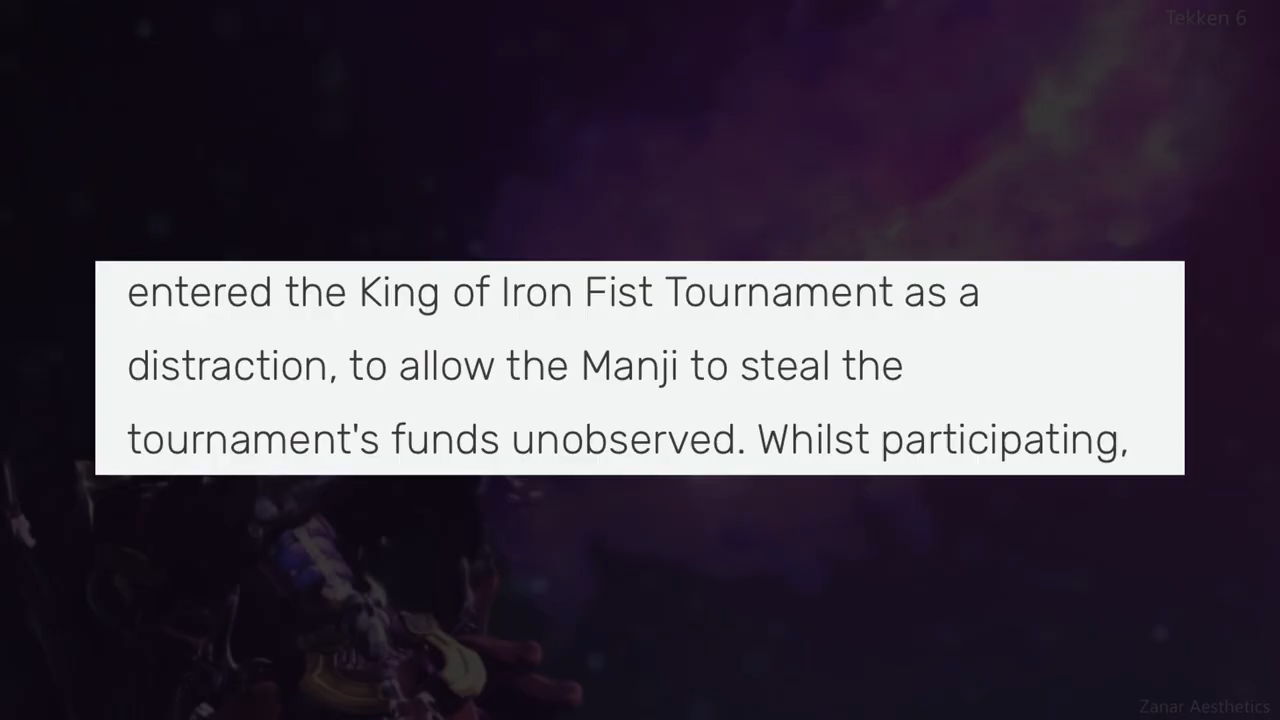 Tekken 6
entered the King of Iron Fist Tournament as a
distraction, to allow the Manji to steal the
tournament's funds unobserved. Whilst participating,
Zanar Aesthetics